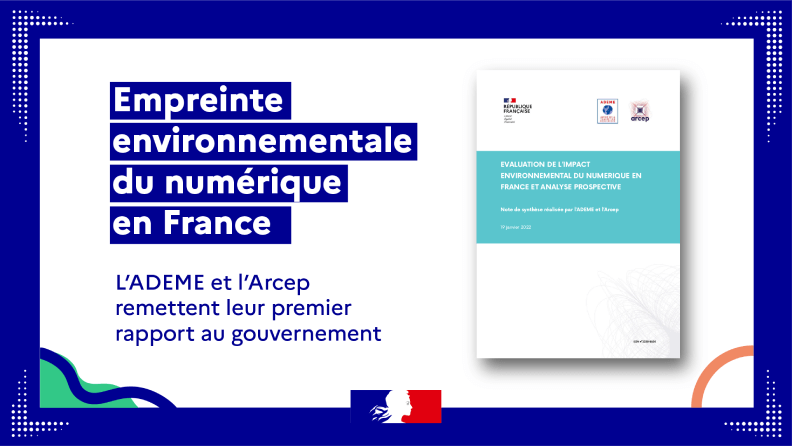 Empreinte
environnementale
du numérique
en France
L'ADEME et l'Arcep
remettent leur premier
rapport au gouvernement
RÉPUBLIQUE
FRANÇAISE
ADEME
arcep
EVALUATION DE L'IMPACT
ENVIRONNEMENTAL DU NUMERIQUE EN
FRANCE ET ANALYSE PROSPECTIVE
Note de synthèse réalisée par l'ADEME et l'Arcep
19 janvier 2022